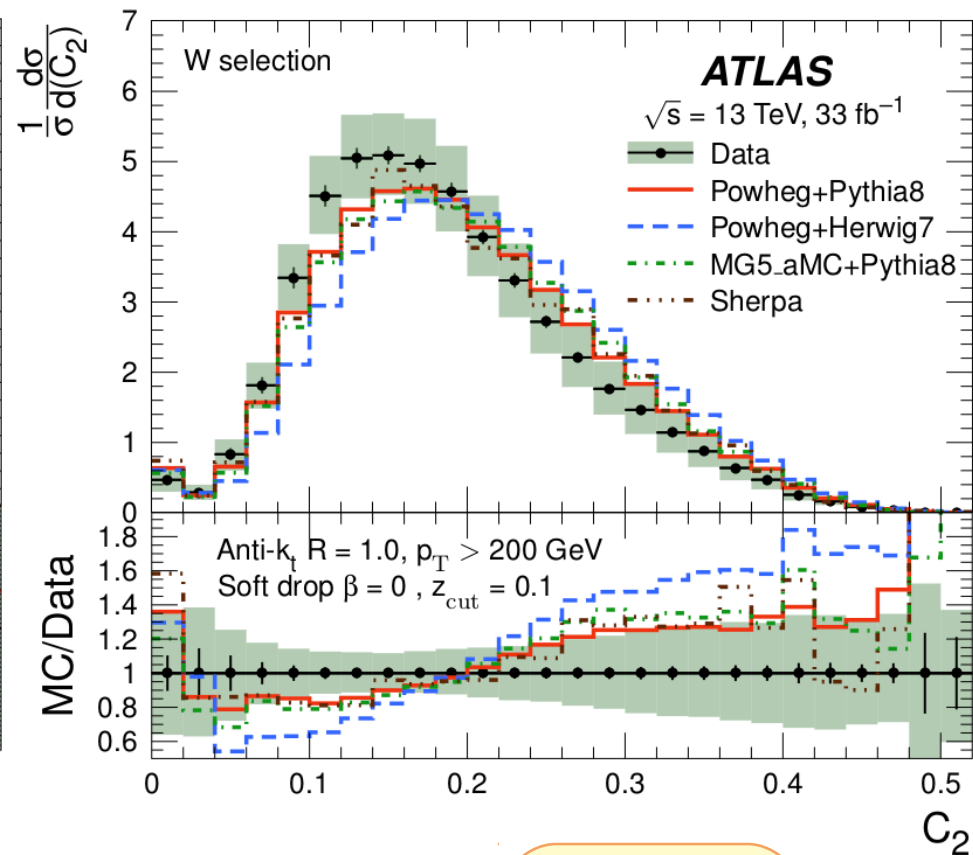 7
6
5
4
3
2
1
0
1/σ dσ/d(C₂)
W selection
ATLAS
√s = 13 TeV, 33 fb⁻¹
Data
Powheg+Pythia8
Powheg+Herwig7
MG5_aMC+Pythia8
Sherpa
1.8
1.6
1.4
1.2
1
0.8
0.6
MC/Data
Anti-kₜ R = 1.0, p_T > 200 GeV
Soft drop β = 0 , z_cut = 0.1
0 0.1 0.2 0.3 0.4 0.5
C₂